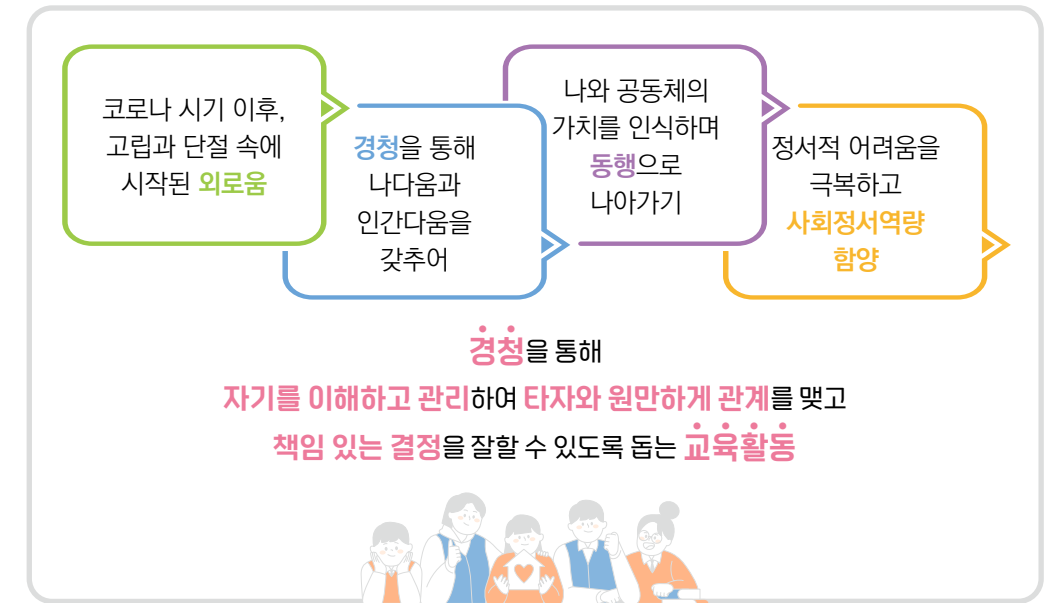 코로나 시기 이후,
고립과 단절 속에
시작된 외로움
경청을 통해
나다움과
인간다움을
갖추어
나와 공동체의
가치를 인식하며
동행으로
나아가기
정서적 어려움을
극복하고
사회정서역량
함양
경청을 통해
자기를 이해하고 관리하여 타자와 원만하게 관계를 맺고
책임 있는 결정을 잘할 수 있도록 돕는 교육활동